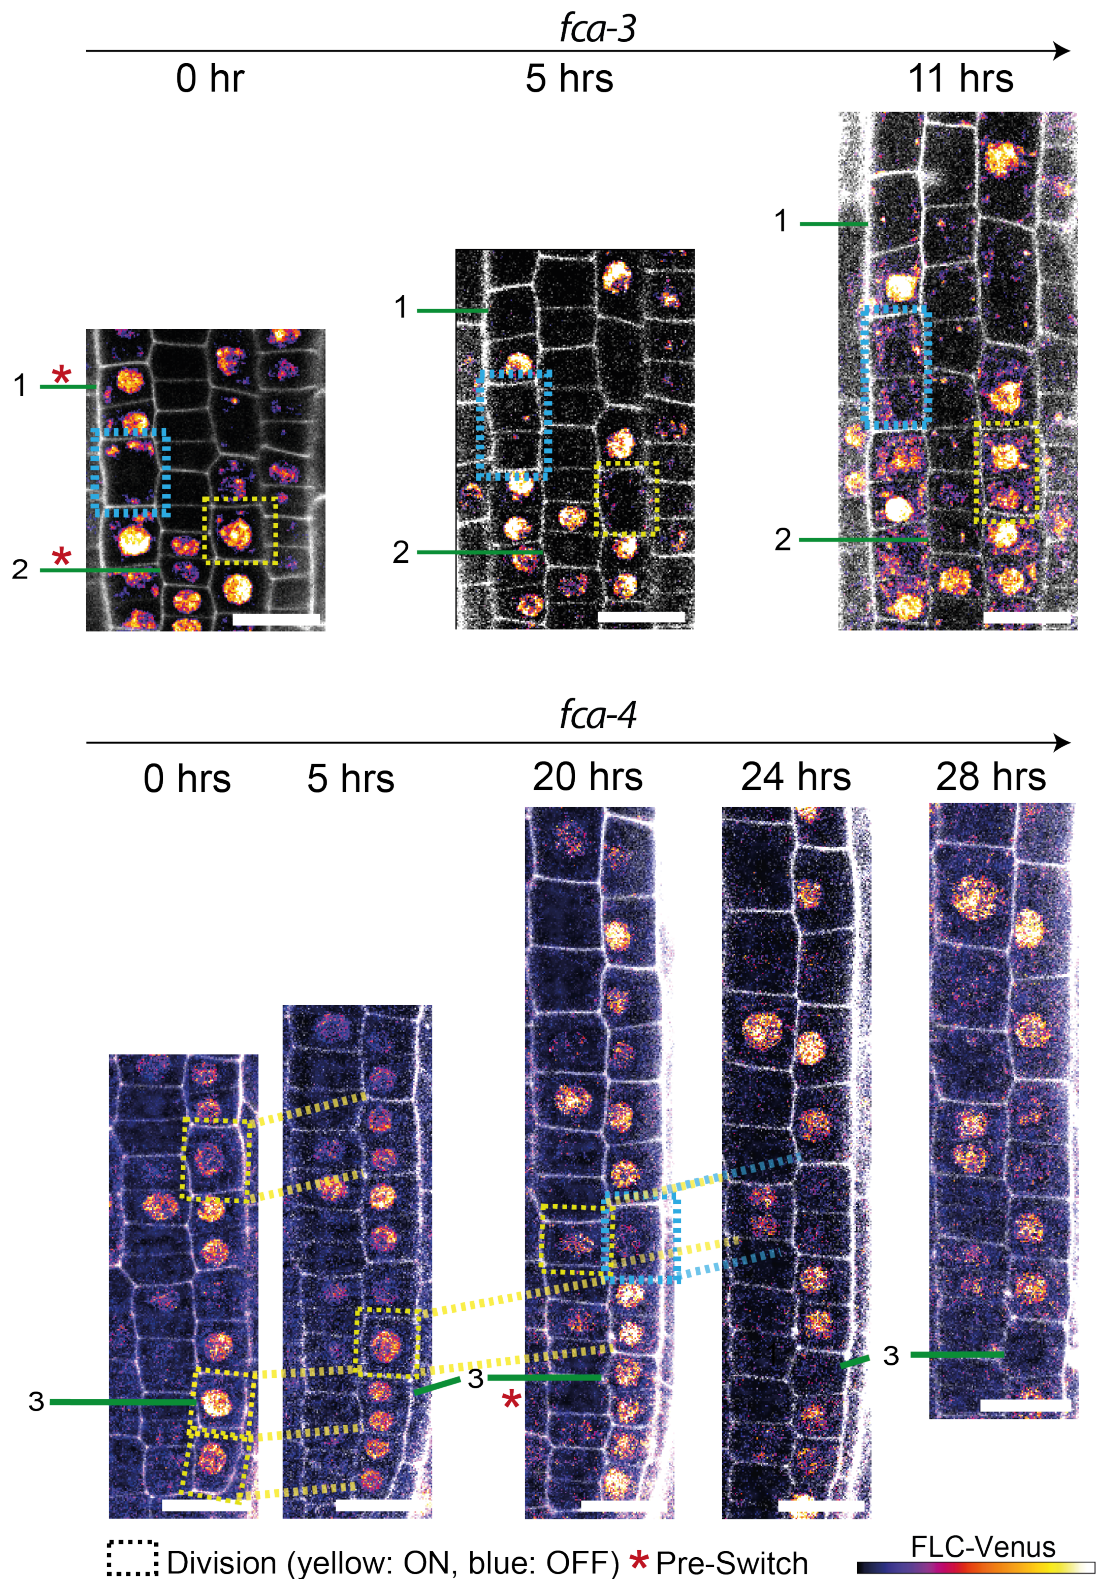 fca-3
0 hr
5 hrs
11 hrs
1 *
1
1
2 *
2
2
fca-4
0 hrs
5 hrs
20 hrs
24 hrs
28 hrs
3
3
*
3
Division (yellow: ON, blue: OFF) * Pre-Switch
FLC-Venus